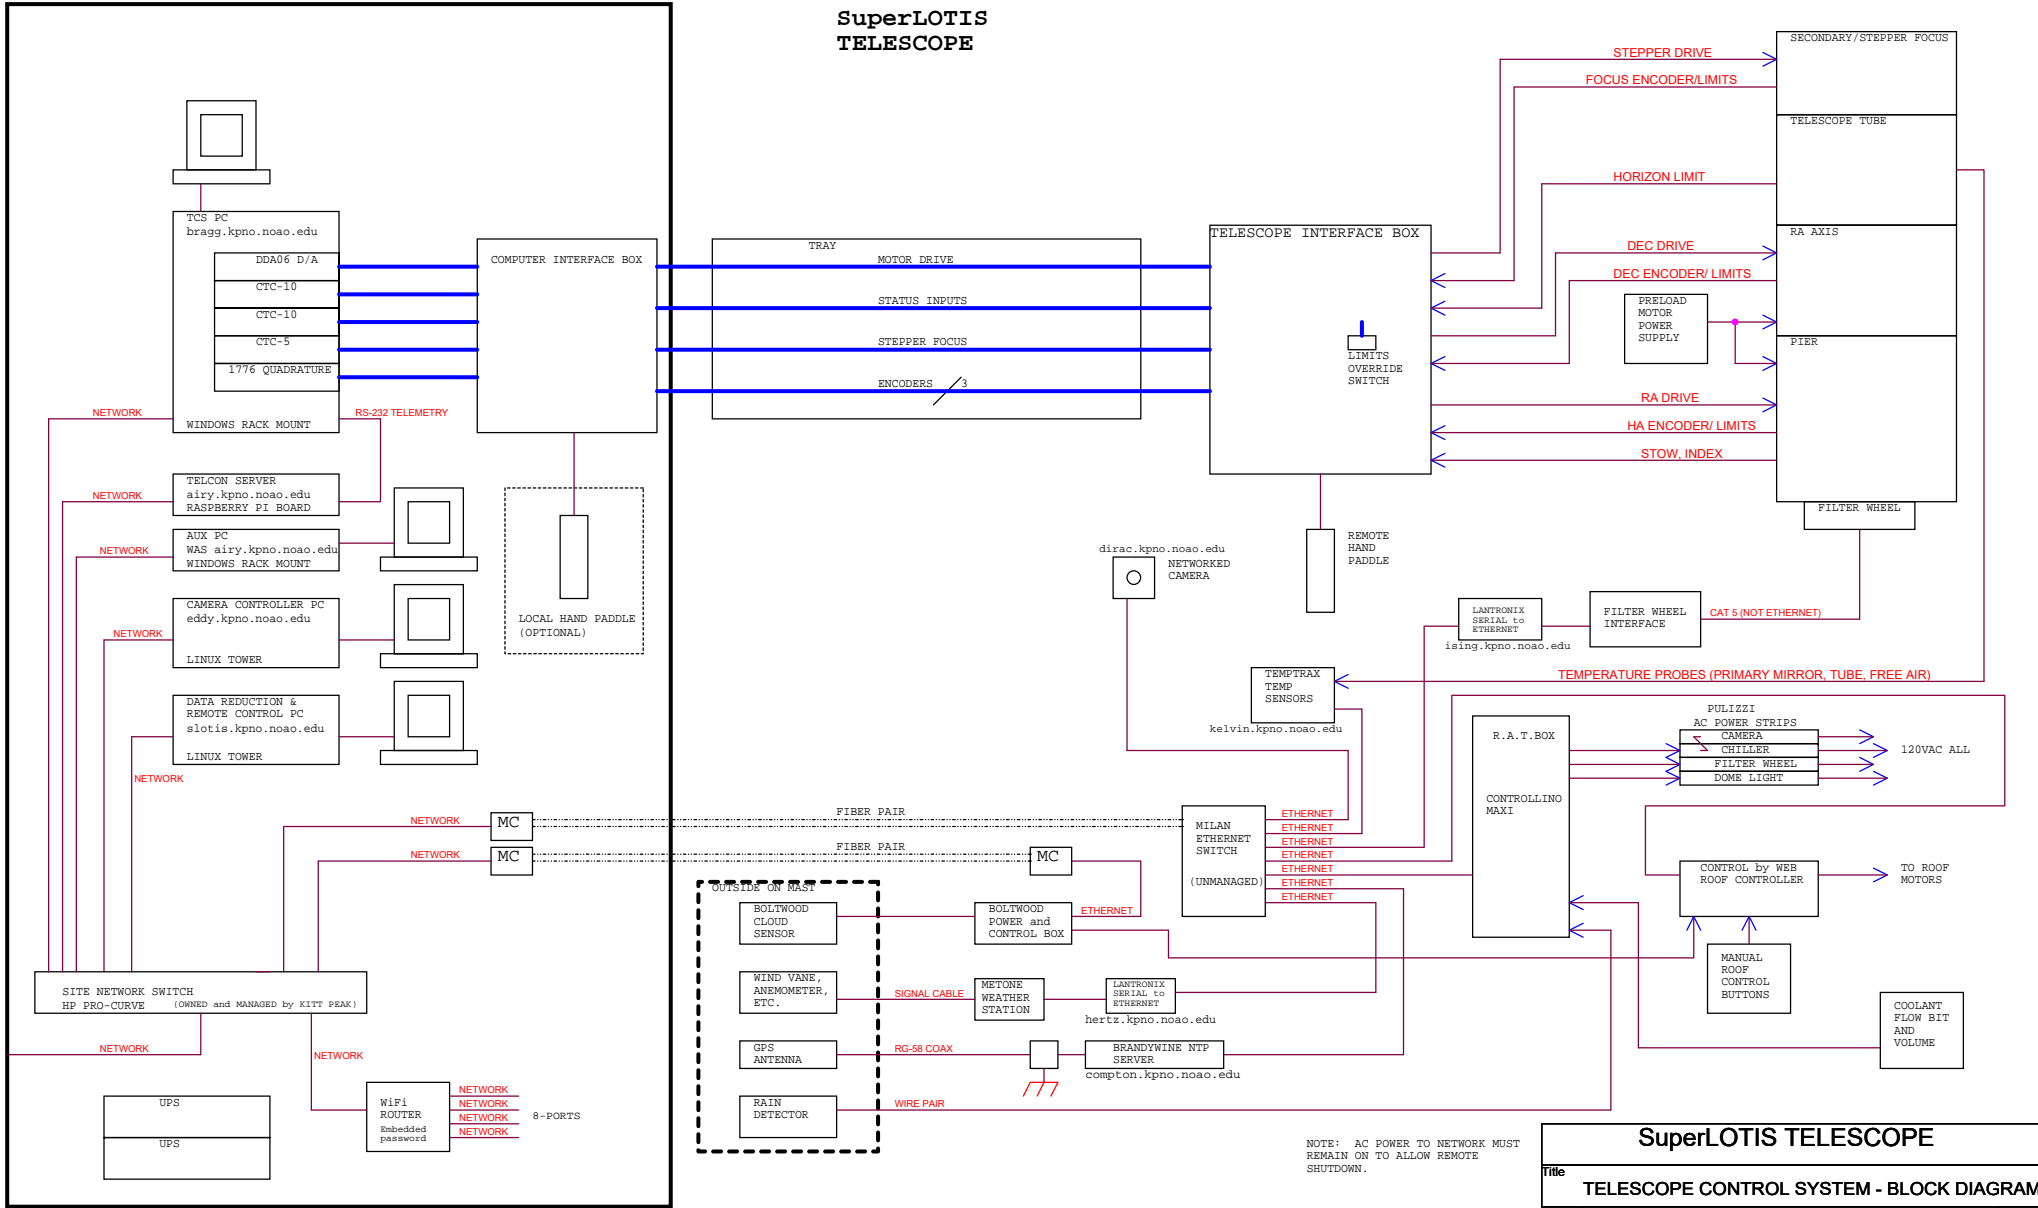 SuperLOTIS
TELESCOPE
TCS PC
bragg.kpno.noao.edu
DDA06 D/A
CTC-10
CTC-10
CTC-5
1776 QUADRATURE
WINDOWS RACK MOUNT
NETWORK
RS-232 TELEMETRY
COMPUTER INTERFACE BOX
TELCON SERVER
airy.kpno.noao.edu
RASPBERRY PI BOARD
NETWORK
AUX PC
WAS airy.kpno.noao.edu
WINDOWS RACK MOUNT
NETWORK
CAMERA CONTROLLER PC
eddy.kpno.noao.edu
LINUX TOWER
NETWORK
DATA REDUCTION &
REMOTE CONTROL PC
slotis.kpno.noao.edu
LINUX TOWER
NETWORK
LOCAL HAND PADDLE
(OPTIONAL)
NETWORK
MC
NETWORK
MC
SITE NETWORK SWITCH
HP PRO-CURVE (OWNED and MANAGED by KITT PEAK)
NETWORK
NETWORK
UPS
UPS
WiFi
ROUTER
Embedded
password
NETWORK
NETWORK
NETWORK
NETWORK
8-PORTS
TRAY
MOTOR DRIVE
STATUS INPUTS
STEPPER FOCUS
ENCODERS 3
TELESCOPE INTERFACE BOX
LIMITS
OVERRIDE
SWITCH
REMOTE
HAND
PADDLE
STEPPER DRIVE
FOCUS ENCODER/LIMITS
HORIZON LIMIT
DEC DRIVE
DEC ENCODER/ LIMITS
PRELOAD
MOTOR
POWER
SUPPLY
RA DRIVE
HA ENCODER/ LIMITS
STOW, INDEX
SECONDARY/STEPPER FOCUS
TELESCOPE TUBE
RA AXIS
PIER
FILTER WHEEL
dirac.kpno.noao.edu
NETWORKED
CAMERA
LANTRONIX
SERIAL to
ETHERNET
ising.kpno.noao.edu
FILTER WHEEL
INTERFACE
CAT 5 (NOT ETHERNET)
TEMPTRAX
TEMP
SENSORS
kelvin.kpno.noao.edu
TEMPERATURE PROBES (PRIMARY MIRROR, TUBE, FREE AIR)
R.A.T.BOX
CONTROLLINO
MAXI
PULIZZI
AC POWER STRIPS
CAMERA
CHILLER
FILTER WHEEL
DOME LIGHT
120VAC ALL
FIBER PAIR
FIBER PAIR
MC
MILAN
ETHERNET
SWITCH
(UNMANAGED)
ETHERNET
ETHERNET
ETHERNET
ETHERNET
ETHERNET
ETHERNET
ETHERNET
CONTROL by WEB
ROOF CONTROLLER
TO ROOF
MOTORS
MANUAL
ROOF
CONTROL
BUTTONS
COOLANT
FLOW BIT
AND
VOLUME
OUTSIDE ON MAST
BOLTWOOD
CLOUD
SENSOR
BOLTWOOD
POWER and
CONTROL BOX
ETHERNET
WIND VANE,
ANEMOMETER,
ETC.
SIGNAL CABLE
METONE
WEATHER
STATION
LANTRONIX
SERIAL to
ETHERNET
hertz.kpno.noao.edu
GPS
ANTENNA
RG-58 COAX
BRANDYWINE NTP
SERVER
compton.kpno.noao.edu
RAIN
DETECTOR
WIRE PAIR
NOTE: AC POWER TO NETWORK MUST
REMAIN ON TO ALLOW REMOTE
SHUTDOWN.
SuperLOTIS TELESCOPE
Title
TELESCOPE CONTROL SYSTEM - BLOCK DIAGRAM